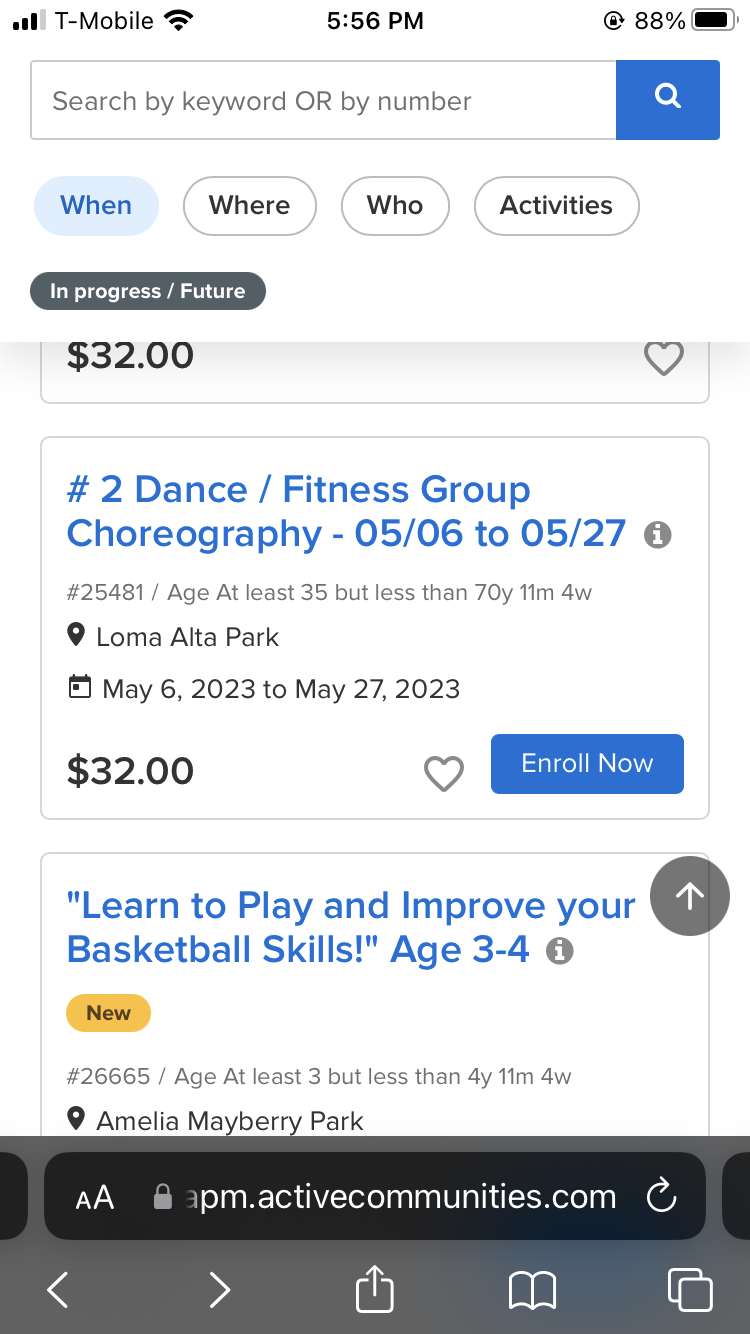 T-Mobile 5:56 PM 88%
Search by keyword OR by number
When Where Who Activities
In progress / Future
$32.00
# 2 Dance / Fitness Group
Choreography - 05/06 to 05/27
#25481 / Age At least 35 but less than 70y 11m 4w
Loma Alta Park
May 6, 2023 to May 27, 2023
$32.00 Enroll Now
"Learn to Play and Improve your
Basketball Skills!" Age 3-4
New
#26665 / Age At least 3 but less than 4y 11m 4w
Amelia Mayberry Park
AA apm.activecommunities.com